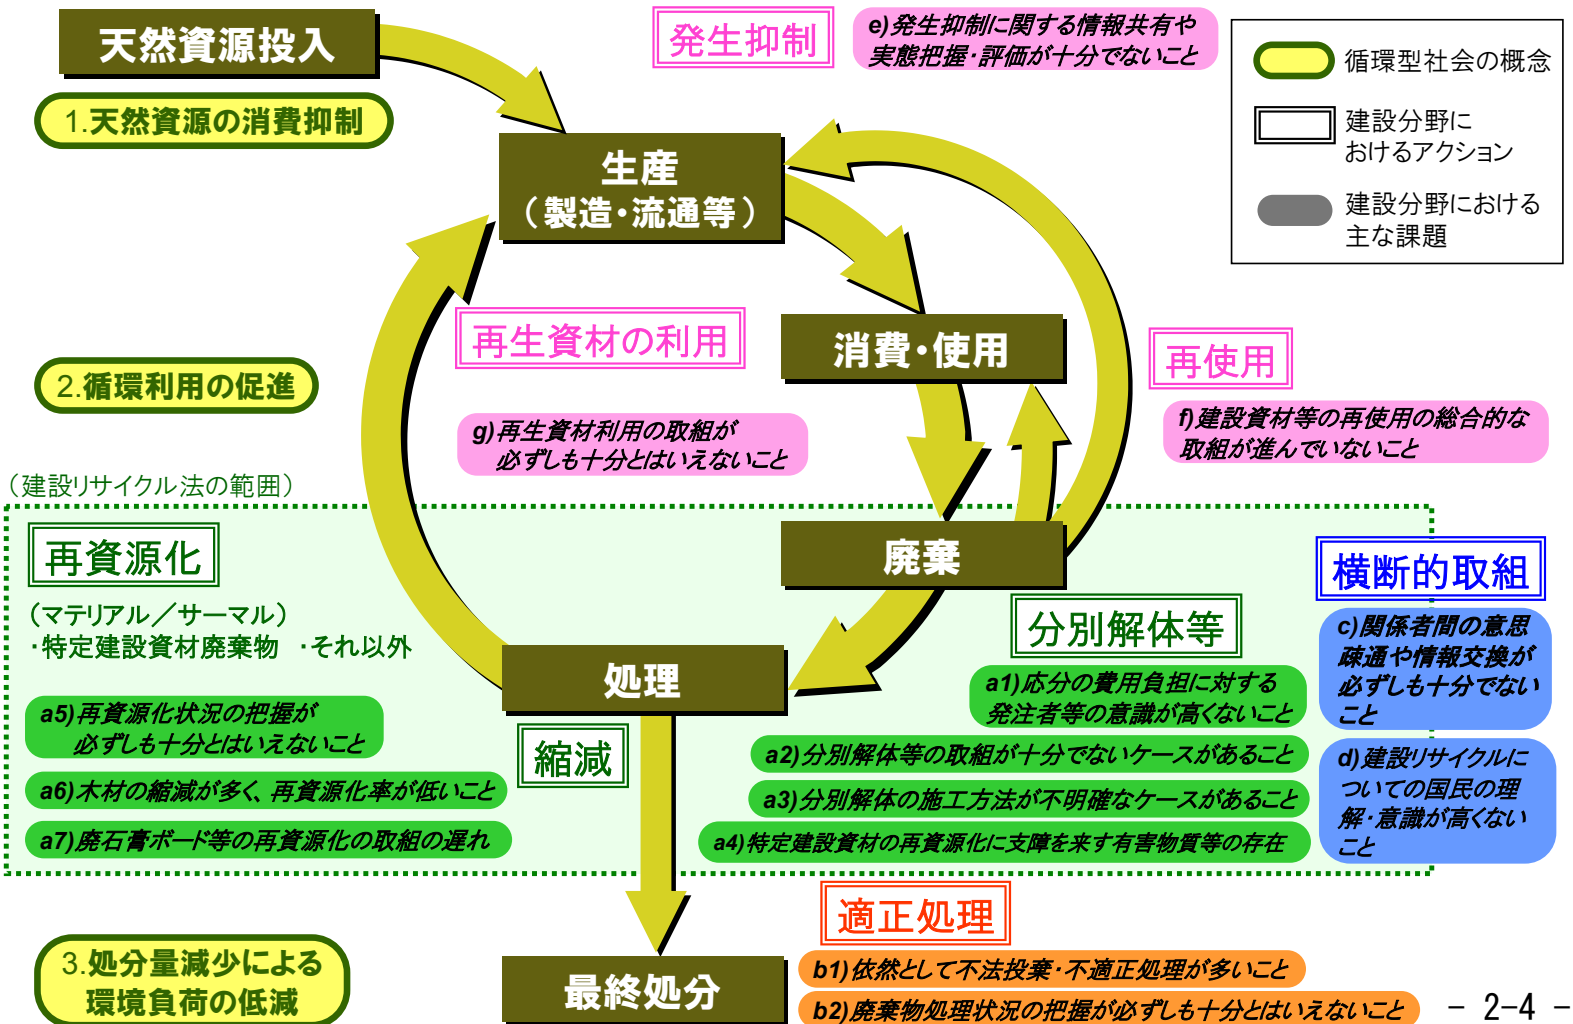 天然資源投入
発生抑制
e)発生抑制に関する情報共有や
実態把握・評価が十分でないこと
循環型社会の概念
建設分野に
おけるアクション
建設分野における
主な課題
1.天然資源の消費抑制
生産
（製造・流通等）
再生資材の利用
消費・使用
再使用
2.循環利用の促進
g)再生資材利用の取組が
必ずしも十分とはいえないこと
f)建設資材等の再使用の総合的な
取組が進んでいないこと
（建設リサイクル法の範囲）
再資源化
（マテリアル／サーマル）
・特定建設資材廃棄物　・それ以外
廃棄
横断的取組
分別解体等
c)関係者間の意思
疎通や情報交換が
必ずしも十分でない
こと
処理
a1)応分の費用負担に対する
発注者等の意識が高くないこと
a5)再資源化状況の把握が
必ずしも十分とはいえないこと
縮減
a2)分別解体等の取組が十分でないケースがあること
d)建設リサイクルに
ついての国民の理
解・意識が高くない
こと
a6)木材の縮減が多く、再資源化率が低いこと
a3)分別解体の施工方法が不明確なケースがあること
a7)廃石膏ボード等の再資源化の取組の遅れ
a4)特定建設資材の再資源化に支障を来す有害物質等の存在
適正処理
3.処分量減少による
環境負荷の低減
最終処分
b1)依然として不法投棄・不適正処理が多いこと
b2)廃棄物処理状況の把握が必ずしも十分とはいえないこと
- 2-4 -